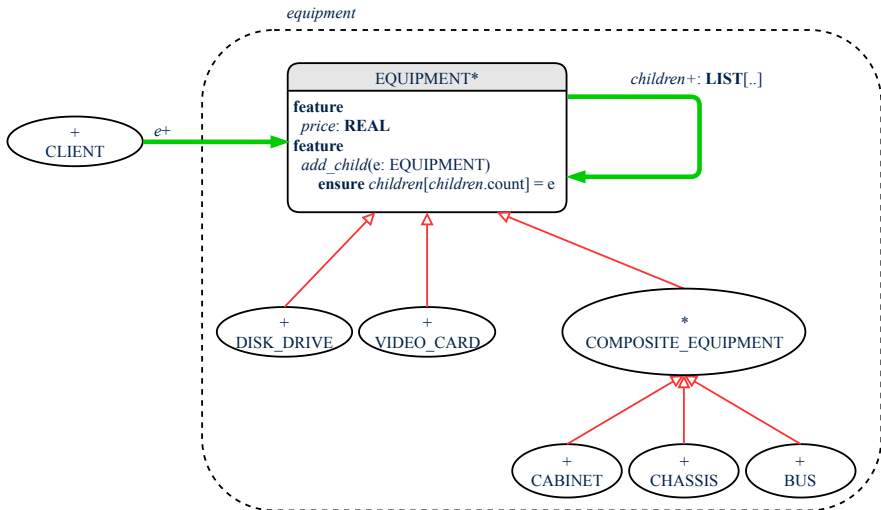 equipment
EQUIPMENT*
feature
price: REAL
feature
add_child(e: EQUIPMENT)
ensure children[children.count] = e
children+: LIST[..]
+
CLIENT
e+
+
DISK_DRIVE
+
VIDEO_CARD
*
COMPOSITE_EQUIPMENT
+
CABINET
+
CHASSIS
+
BUS